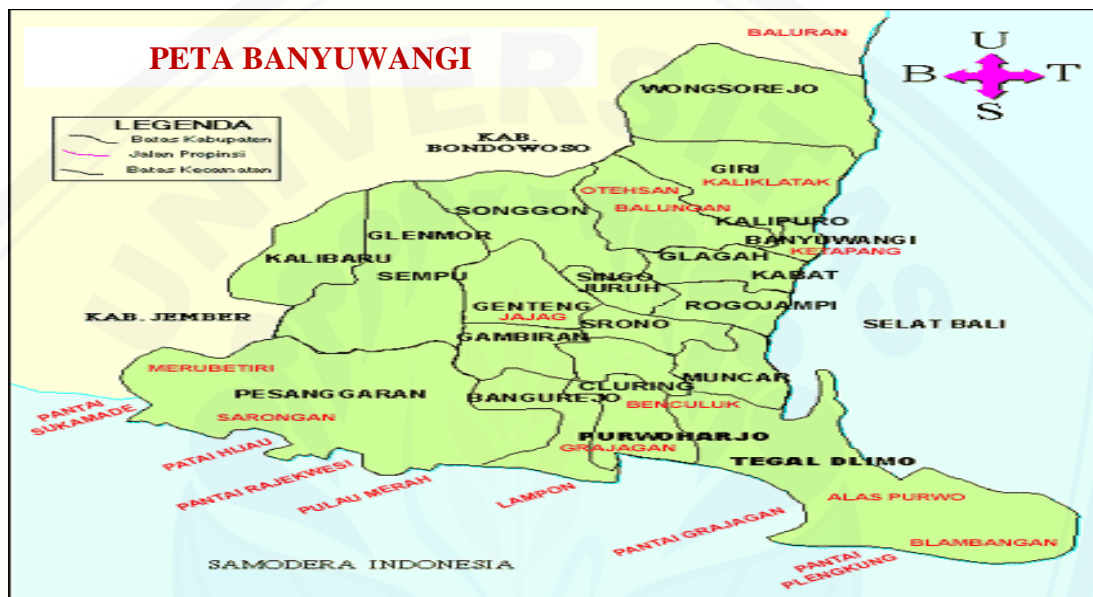 PETA BANYUWANGI
BALURAN
U
B T
S
LEGENDA
Batas Kabupaten
Jalan Propinsi
Batas Kecamatan
WONGSOREJO
KAB.
BONDOWOSO
GIRI
KALIKLATAK
OTEHSAN
BALUNGAN
SONGGON
KALIPURO
GLENMOR
BANYUWANGI
KETAPANG
KALIBARU
GLAGAH
SEMPU
SINGO
JURUH
KABAT
GENTENG
JAJAG
ROGOJAMPI
KAB. JEMBER
SRONO
SELAT BALI
GAMBIRAN
MERUBETIRI
MUNCAR
CLURING
PESANGGARAN
BANGUREJO
BENCULUK
PANTAI
SUKAMADE
SARONGAN
PURWOHARJO
GRAJAGAN
PATAI HIJAU
TEGAL DLIMO
PANTAI RAJEKWESI
PULAU MERAH
LAMPON
ALAS PURWO
PANTAI GRAJAGAN
BLAMBANGAN
PANTAI
PLENGKUNG
SAMODERA INDONESIA
UNIVERSITAS